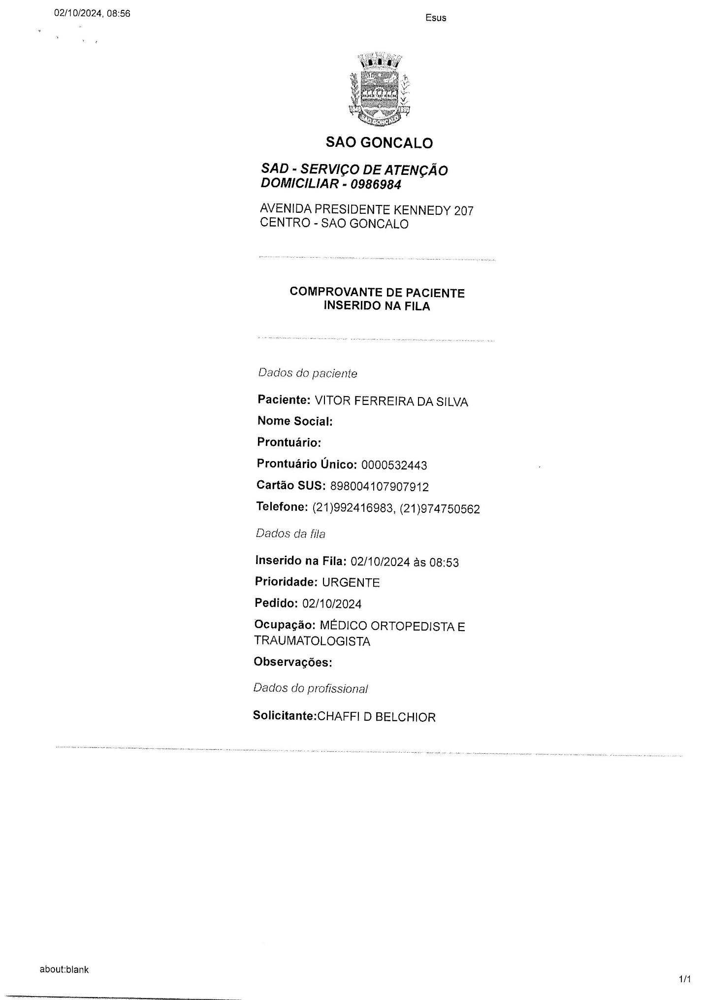 02/10/2024, 08:56
Esus
SAO GONCALO
SAO GONCALO
SAD - SERVIÇO DE ATENÇÃO
DOMICILIAR - 0986984
AVENIDA PRESIDENTE KENNEDY 207
CENTRO - SAO GONCALO
COMPROVANTE DE PACIENTE
INSERIDO NA FILA
Dados do paciente
Paciente: VITOR FERREIRA DA SILVA
Nome Social:
Prontuário:
Prontuário Único: 0000532443
Cartão SUS: 898004107907912
Telefone: (21)992416983, (21)974750562
Dados da fila
Inserido na Fila: 02/10/2024 às 08:53
Prioridade: URGENTE
Pedido: 02/10/2024
Ocupação: MÉDICO ORTOPEDISTA E
TRAUMATOLOGISTA
Observações:
Dados do profissional
Solicitante:CHAFFI D BELCHIOR
about:blank
1/1